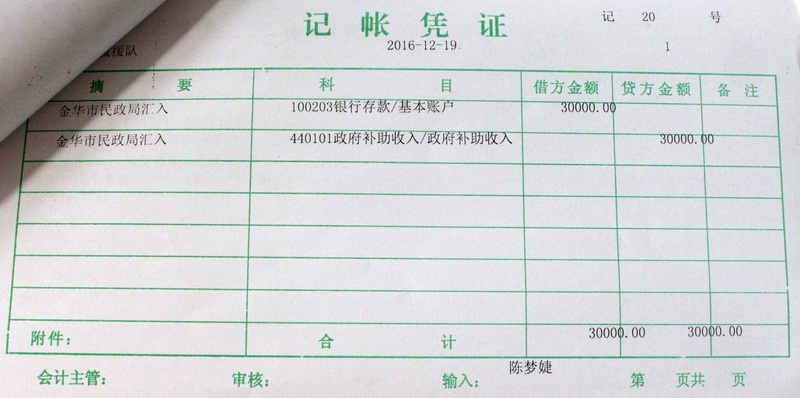 记帐凭证
记 20 号
援队 2016-12-19 1
摘要 科目 借方金额 贷方金额 备注
金华市民政局汇入 100203银行存款/基本账户 30000.00
金华市民政局汇入 440101政府补助收入/政府补助收入 30000.00
附件: 合计 30000.00 30000.00
会计主管: 审核: 输入: 陈梦婕 第 页共 页